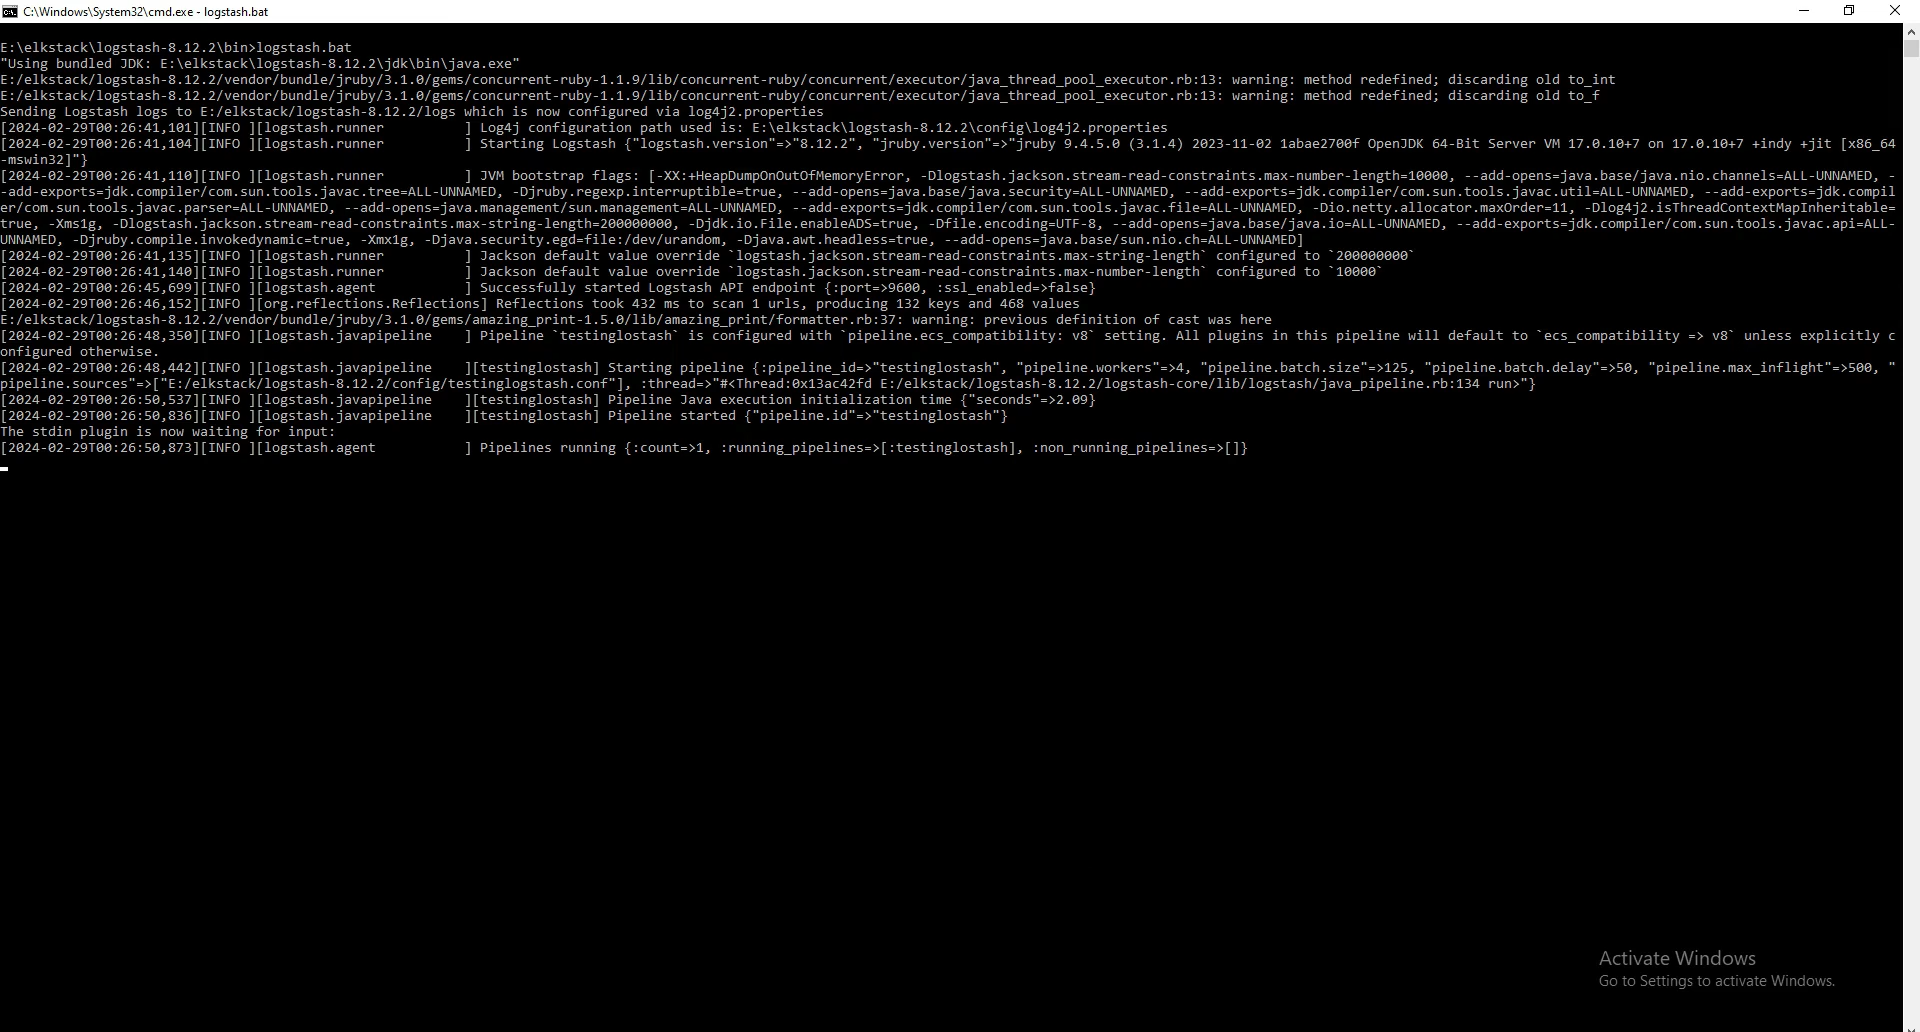 C:\Windows\System32\cmd.exe - logstash.bat
E:\elkstack\logstash-8.12.2\bin>logstash.bat
"Using bundled JDK: E:\elkstack\logstash-8.12.2\jdk\bin\java.exe"
E:/elkstack/logstash-8.12.2/vendor/bundle/jruby/3.1.0/gems/concurrent-ruby-1.1.9/lib/concurrent-ruby/concurrent/executor/java_thread_pool_executor.rb:13: warning: method redefined; discarding old to_int
E:/elkstack/logstash-8.12.2/vendor/bundle/jruby/3.1.0/gems/concurrent-ruby-1.1.9/lib/concurrent-ruby/concurrent/executor/java_thread_pool_executor.rb:13: warning: method redefined; discarding old to_f
Sending Logstash logs to E:/elkstack/logstash-8.12.2/logs which is now configured via log4j2.properties
[2024-02-29T00:26:41,101][INFO ][logstash.runner          ] Log4j configuration path used is: E:\elkstack\logstash-8.12.2\config\log4j2.properties
[2024-02-29T00:26:41,104][INFO ][logstash.runner          ] Starting Logstash {"logstash.version"=>"8.12.2", "jruby.version"=>"jruby 9.4.5.0 (3.1.4) 2023-11-02 1abae2700f OpenJDK 64-Bit Server VM 17.0.10+7 on 17.0.10+7 +indy +jit [x86_64
-mswin32]"}
[2024-02-29T00:26:41,110][INFO ][logstash.runner          ] JVM bootstrap flags: [-XX:+HeapDumpOnOutOfMemoryError, -Dlogstash.jackson.stream-read-constraints.max-number-length=10000, --add-opens=java.base/java.nio.channels=ALL-UNNAMED, -
-add-exports=jdk.compiler/com.sun.tools.javac.tree=ALL-UNNAMED, -Djruby.regexp.interruptible=true, --add-opens=java.base/java.security=ALL-UNNAMED, --add-exports=jdk.compiler/com.sun.tools.javac.util=ALL-UNNAMED, --add-exports=jdk.compil
er/com.sun.tools.javac.parser=ALL-UNNAMED, --add-opens=java.management/sun.management=ALL-UNNAMED, --add-exports=jdk.compiler/com.sun.tools.javac.file=ALL-UNNAMED, -Dio.netty.allocator.maxOrder=11, -Dlog4j2.isThreadContextMapInheritable=
true, -Xms1g, -Dlogstash.jackson.stream-read-constraints.max-string-length=200000000, -Djdk.io.File.enableADS=true, -Dfile.encoding=UTF-8, --add-opens=java.base/java.io=ALL-UNNAMED, --add-exports=jdk.compiler/com.sun.tools.javac.api=ALL-
UNNAMED, -Djruby.compile.invokedynamic=true, -Xmx1g, -Djava.security.egd=file:/dev/urandom, -Djava.awt.headless=true, --add-opens=java.base/sun.nio.ch=ALL-UNNAMED]
[2024-02-29T00:26:41,135][INFO ][logstash.runner          ] Jackson default value override `logstash.jackson.stream-read-constraints.max-string-length` configured to `200000000`
[2024-02-29T00:26:41,140][INFO ][logstash.runner          ] Jackson default value override `logstash.jackson.stream-read-constraints.max-number-length` configured to `10000`
[2024-02-29T00:26:45,699][INFO ][logstash.agent           ] Successfully started Logstash API endpoint {:port=>9600, :ssl_enabled=>false}
[2024-02-29T00:26:46,152][INFO ][org.reflections.Reflections] Reflections took 432 ms to scan 1 urls, producing 132 keys and 468 values
E:/elkstack/logstash-8.12.2/vendor/bundle/jruby/3.1.0/gems/amazing_print-1.5.0/lib/amazing_print/formatter.rb:37: warning: previous definition of cast was here
[2024-02-29T00:26:48,350][INFO ][logstash.javapipeline    ] Pipeline `testinglostash` is configured with `pipeline.ecs_compatibility: v8` setting. All plugins in this pipeline will default to `ecs_compatibility => v8` unless explicitly c
onfigured otherwise.
[2024-02-29T00:26:48,442][INFO ][logstash.javapipeline    ][testinglostash] Starting pipeline {:pipeline_id=>"testinglostash", "pipeline.workers"=>4, "pipeline.batch.size"=>125, "pipeline.batch.delay"=>50, "pipeline.max_inflight"=>500, "
pipeline.sources"=>["E:/elkstack/logstash-8.12.2/config/testinglogstash.conf"], :thread=>"#<Thread:0x13ac42fd E:/elkstack/logstash-8.12.2/logstash-core/lib/logstash/java_pipeline.rb:134 run>"}
[2024-02-29T00:26:50,537][INFO ][logstash.javapipeline    ][testinglostash] Pipeline Java execution initialization time {"seconds"=>2.09}
[2024-02-29T00:26:50,836][INFO ][logstash.javapipeline    ][testinglostash] Pipeline started {"pipeline.id"=>"testinglostash"}
The stdin plugin is now waiting for input:
[2024-02-29T00:26:50,873][INFO ][logstash.agent           ] Pipelines running {:count=>1, :running_pipelines=>[:testinglostash], :non_running_pipelines=>[]}
Activate Windows
Go to Settings to activate Windows.